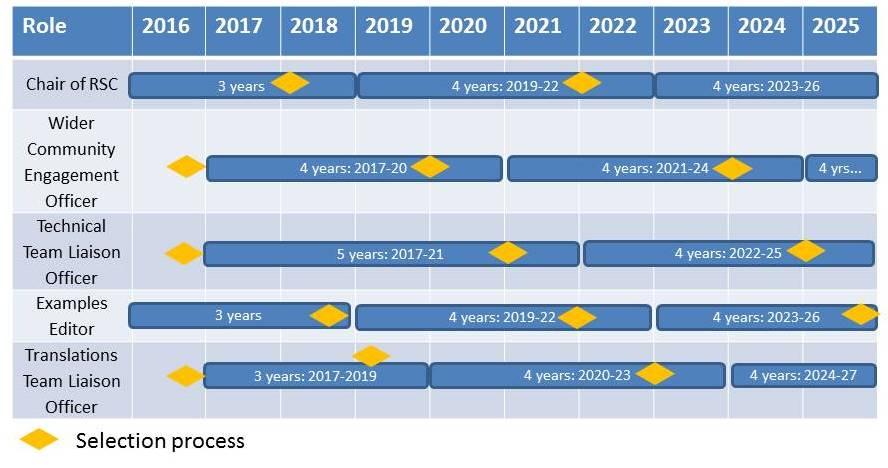 Role 2016 2017 2018 2019 2020 2021 2022 2023 2024 2025
Chair of RSC 3 years 4 years: 2019-22 4 years: 2023-26
Wider
Community
Engagement
Officer
4 years: 2017-20 4 years: 2021-24 4 yrs...
Technical
Team Liaison
Officer
5 years: 2017-21 4 years: 2022-25
Examples
Editor
3 years 4 years: 2019-22 4 years: 2023-26
Translations
Team Liaison
Officer
3 years: 2017-2019 4 years: 2020-23 4 years: 2024-27
Selection process